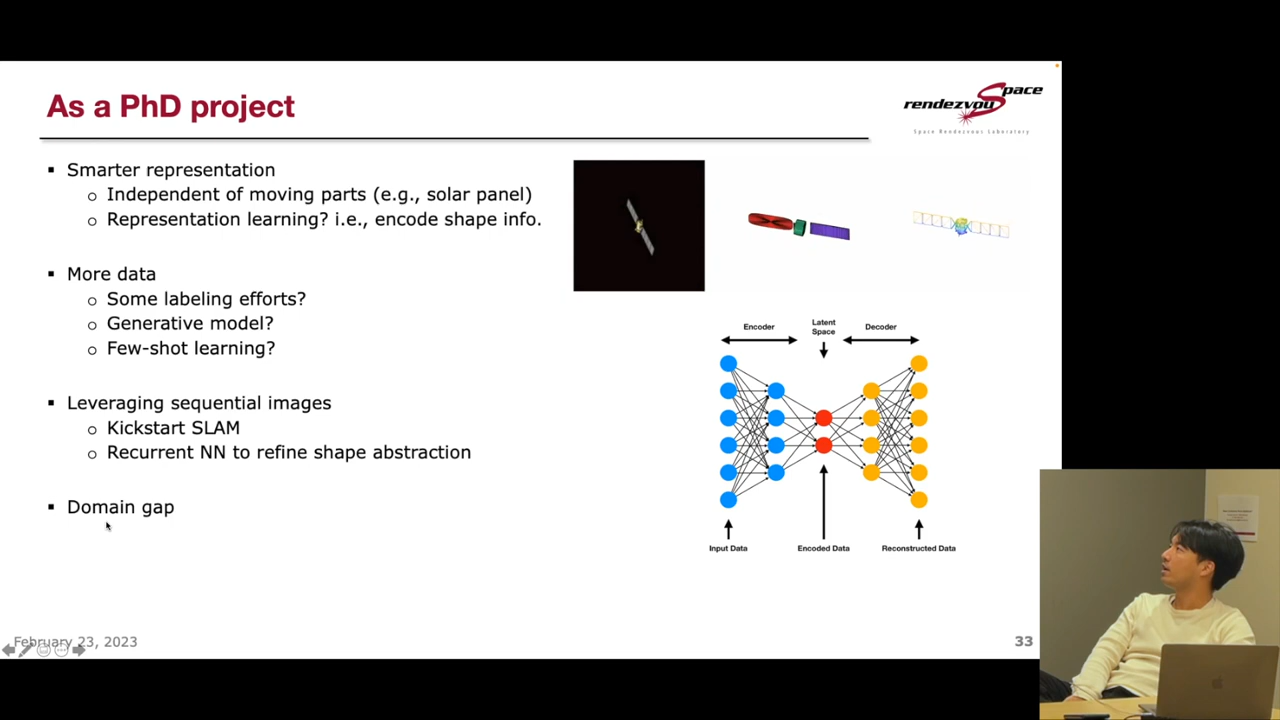 As a PhD project
rendezvouSpace
Space Rendezvous Laboratory
▪ Smarter representation
o Independent of moving parts (e.g., solar panel)
o Representation learning? i.e., encode shape info.
▪ More data
o Some labeling efforts?
o Generative model?
o Few-shot learning?
▪ Leveraging sequential images
o Kickstart SLAM
o Recurrent NN to refine shape abstraction
▪ Domain gap
Encoder
Latent
Space
Decoder
Input Data
Encoded Data
Reconstructed Data
February 23, 2023
33